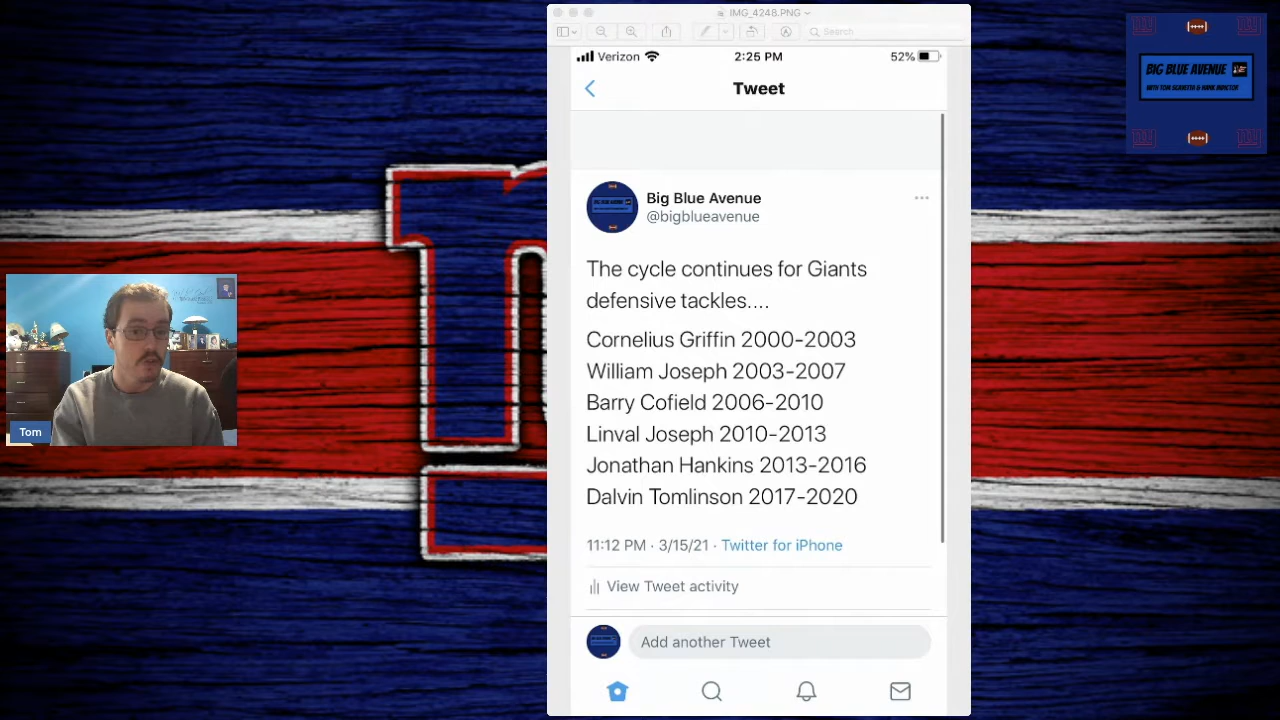 IMG_4248.PNG
Search
Verizon
2:25 PM
52%
Tweet
Big Blue Avenue
@bigblueavenue
The cycle continues for Giants
defensive tackles....
Cornelius Griffin 2000-2003
William Joseph 2003-2007
Barry Cofield 2006-2010
Linval Joseph 2010-2013
Jonathan Hankins 2013-2016
Dalvin Tomlinson 2017-2020
11:12 PM · 3/15/21 · Twitter for iPhone
View Tweet activity
Add another Tweet
Tom
BIG BLUE AVENUE